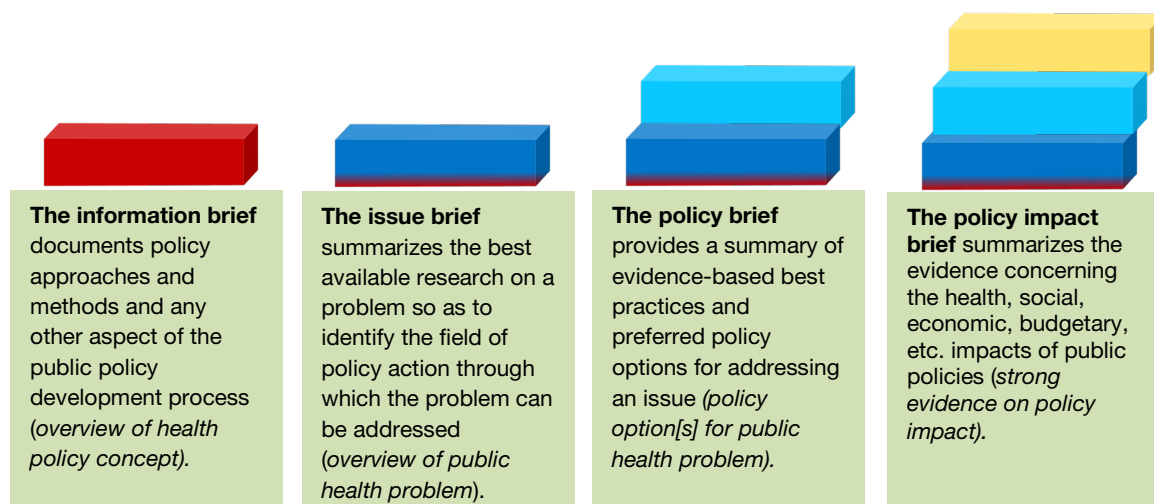 The information brief
documents policy
approaches and
methods and any
other aspect of the
public policy
development process
(overview of health
policy concept).
The issue brief
summarizes the best
available research on a
problem so as to
identify the field of
policy action through
which the problem can
be addressed
(overview of public
health problem).
The policy brief
provides a summary of
evidence-based best
practices and
preferred policy
options for addressing
an issue (policy
option[s] for public
health problem).
The policy impact
brief summarizes the
evidence concerning
the health, social,
economic, budgetary,
etc. impacts of public
policies (strong
evidence on policy
impact).